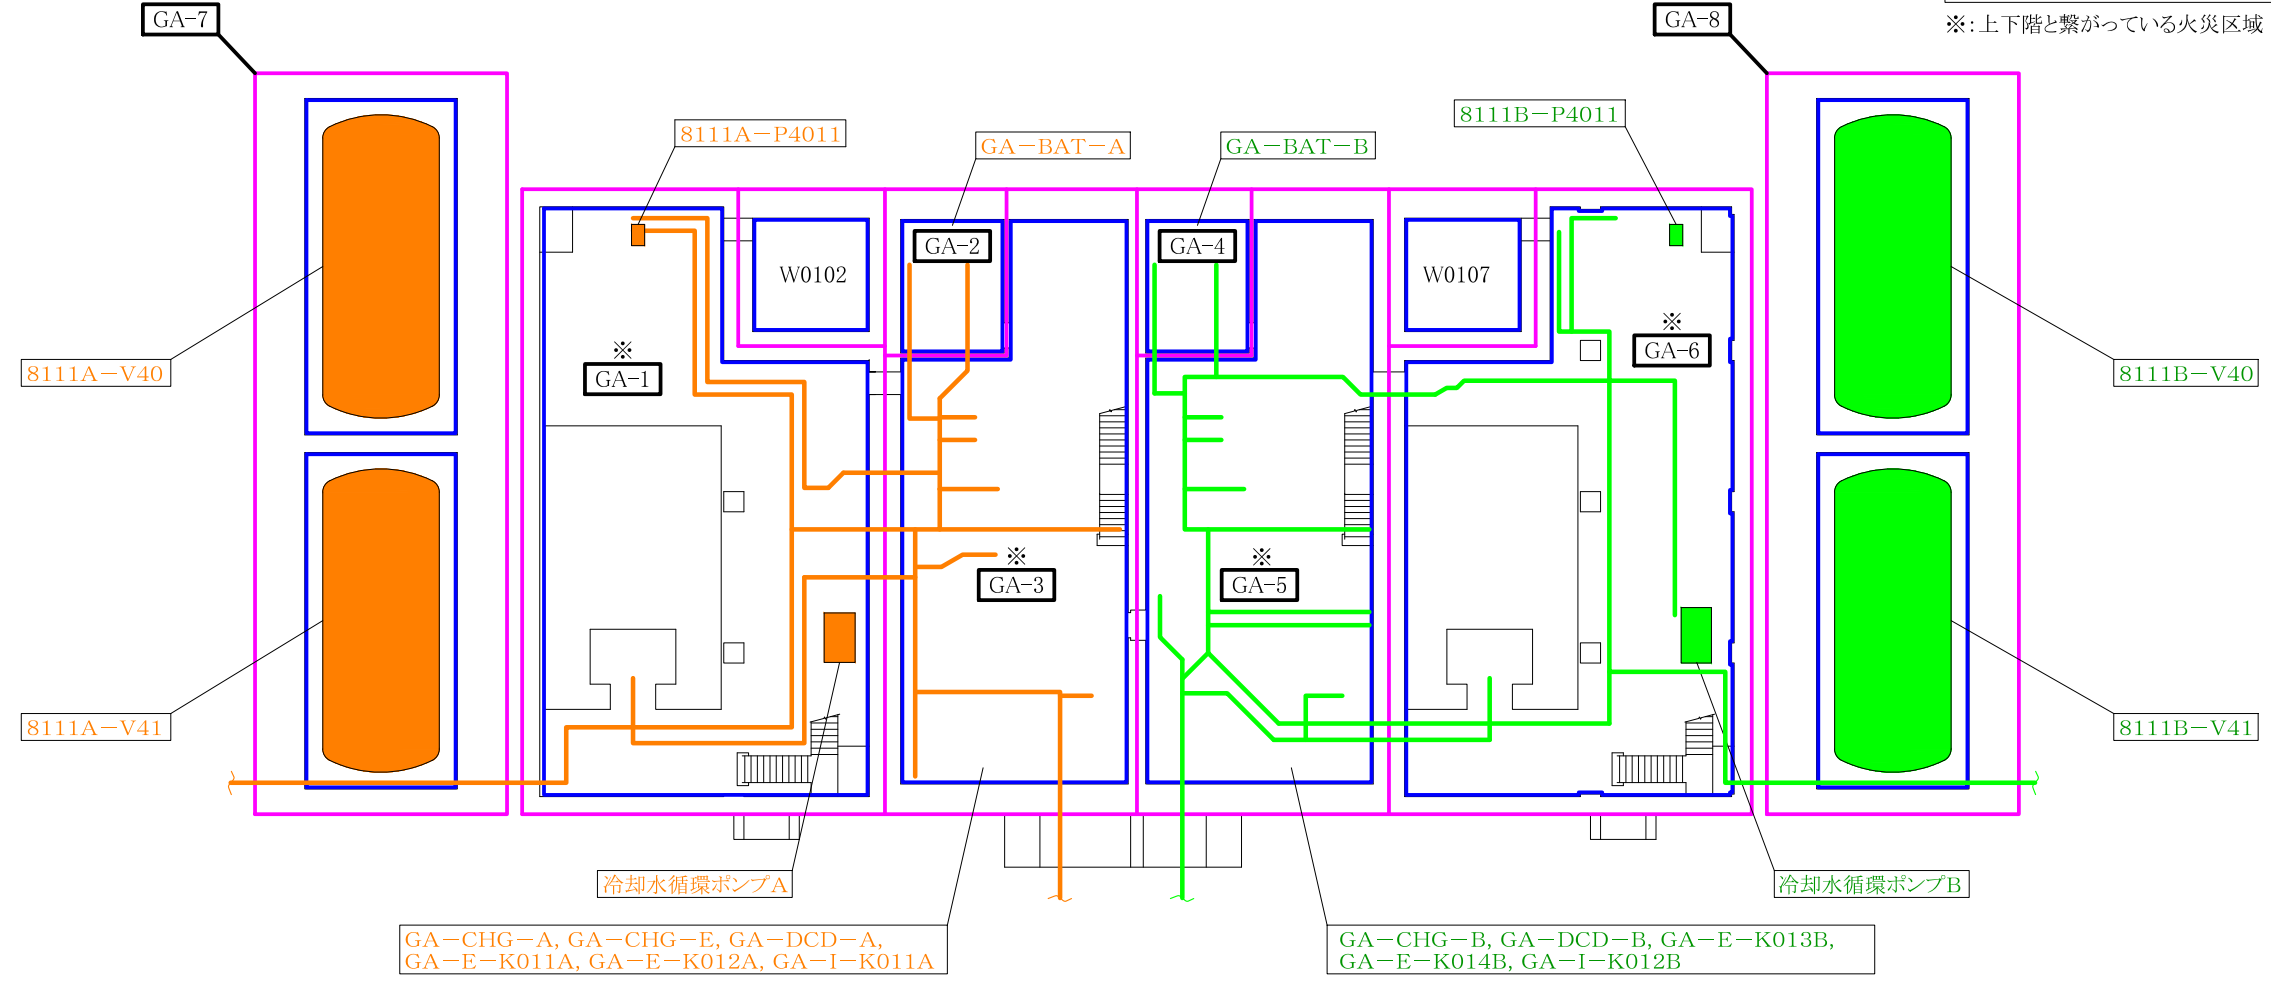 GA-7
GA-8
※：上下階と繋がっている火災区域
8111A－P4011
GA－BAT－A
GA－BAT－B
8111B－P4011
GA-2
GA-4
W0102
W0107
※
GA-1
※
GA-6
8111A－V40
8111B－V40
※
GA-3
※
GA-5
8111A－V41
8111B－V41
冷却水循環ポンプA
冷却水循環ポンプB
GA－CHG－A, GA－CHG－E, GA－DCD－A,
GA－E－K011A, GA－E－K012A, GA－I－K011A
GA－CHG－B, GA－DCD－B, GA－E－K013B,
GA－E－K014B, GA－I－K012B